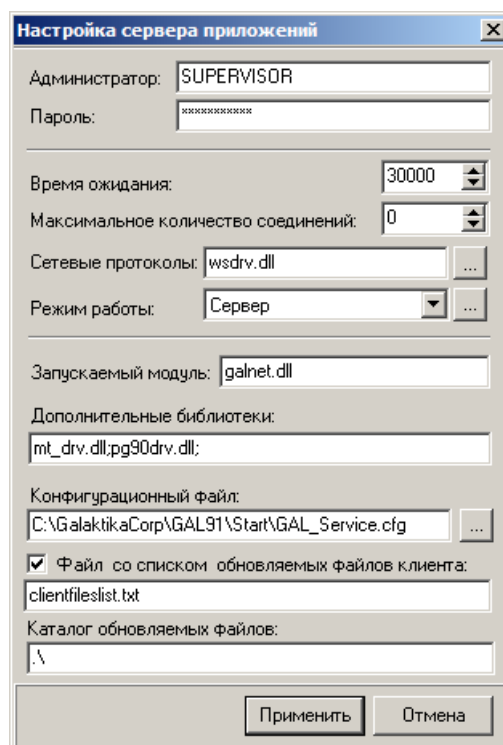 Настройка сервера приложений
Администратор: SUPERVISOR
Пароль: ***********
Время ожидания: 30000
Максимальное количество соединений: 0
Сетевые протоколы: wsdrv.dll ...
Режим работы: Сервер ...
Запускаемый модуль: galnet.dll
Дополнительные библиотеки:
mt_drv.dll;pg90drv.dll;
Конфигурационный файл:
C:\GalaktikaCorp\GAL91\Start\GAL_Service.cfg ...
Файл со списком обновляемых файлов клиента:
clientfileslist.txt
Каталог обновляемых файлов:
.\
Применить Отмена